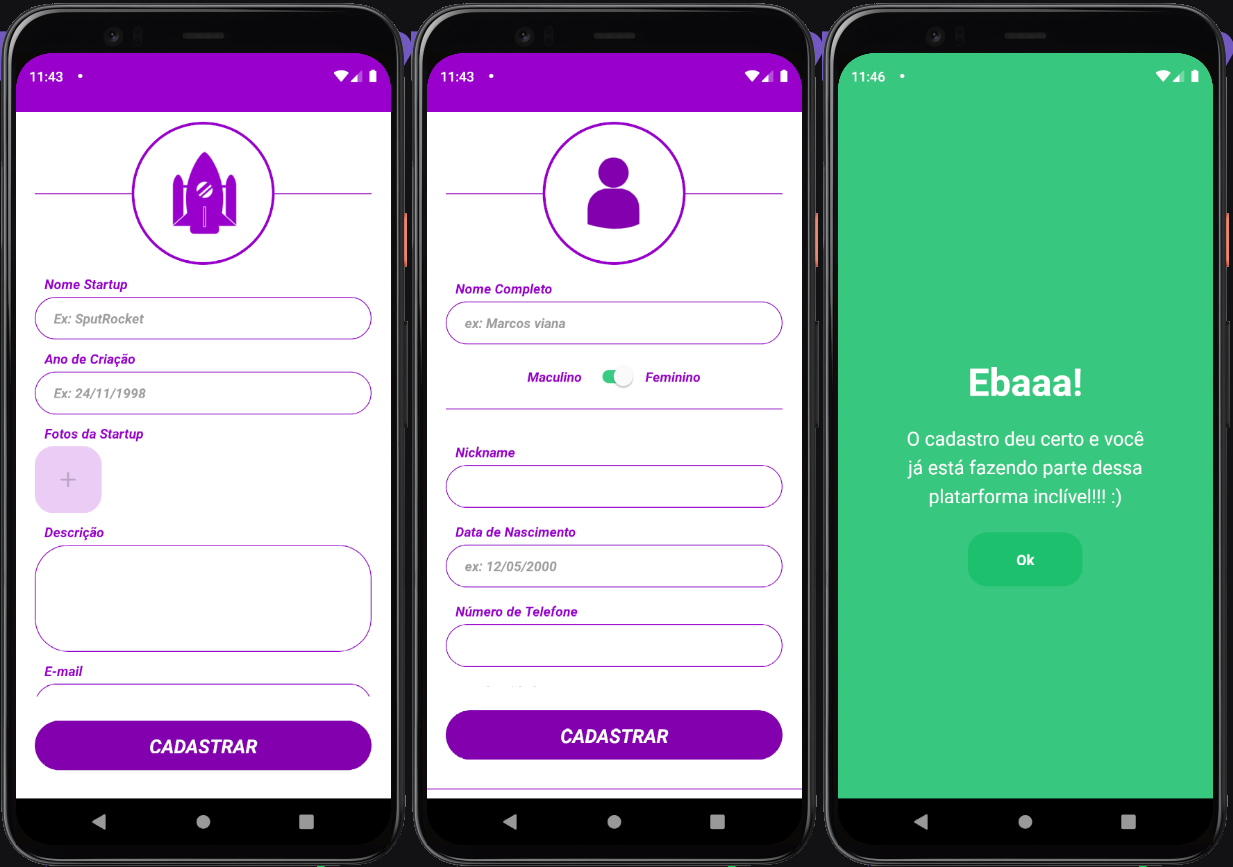 11:43
Nome Startup
Ex: SputRocket
Ano de Criação
Ex: 24/11/1998
Fotos da Startup
+
Descrição
E-mail
CADASTRAR
11:43
Nome Completo
ex: Marcos viana
Maculino Feminino
Nickname
Data de Nascimento
ex: 12/05/2000
Número de Telefone
CADASTRAR
11:46
Ebaaa!
O cadastro deu certo e você
já está fazendo parte dessa
platarforma inclível!!! :)
Ok